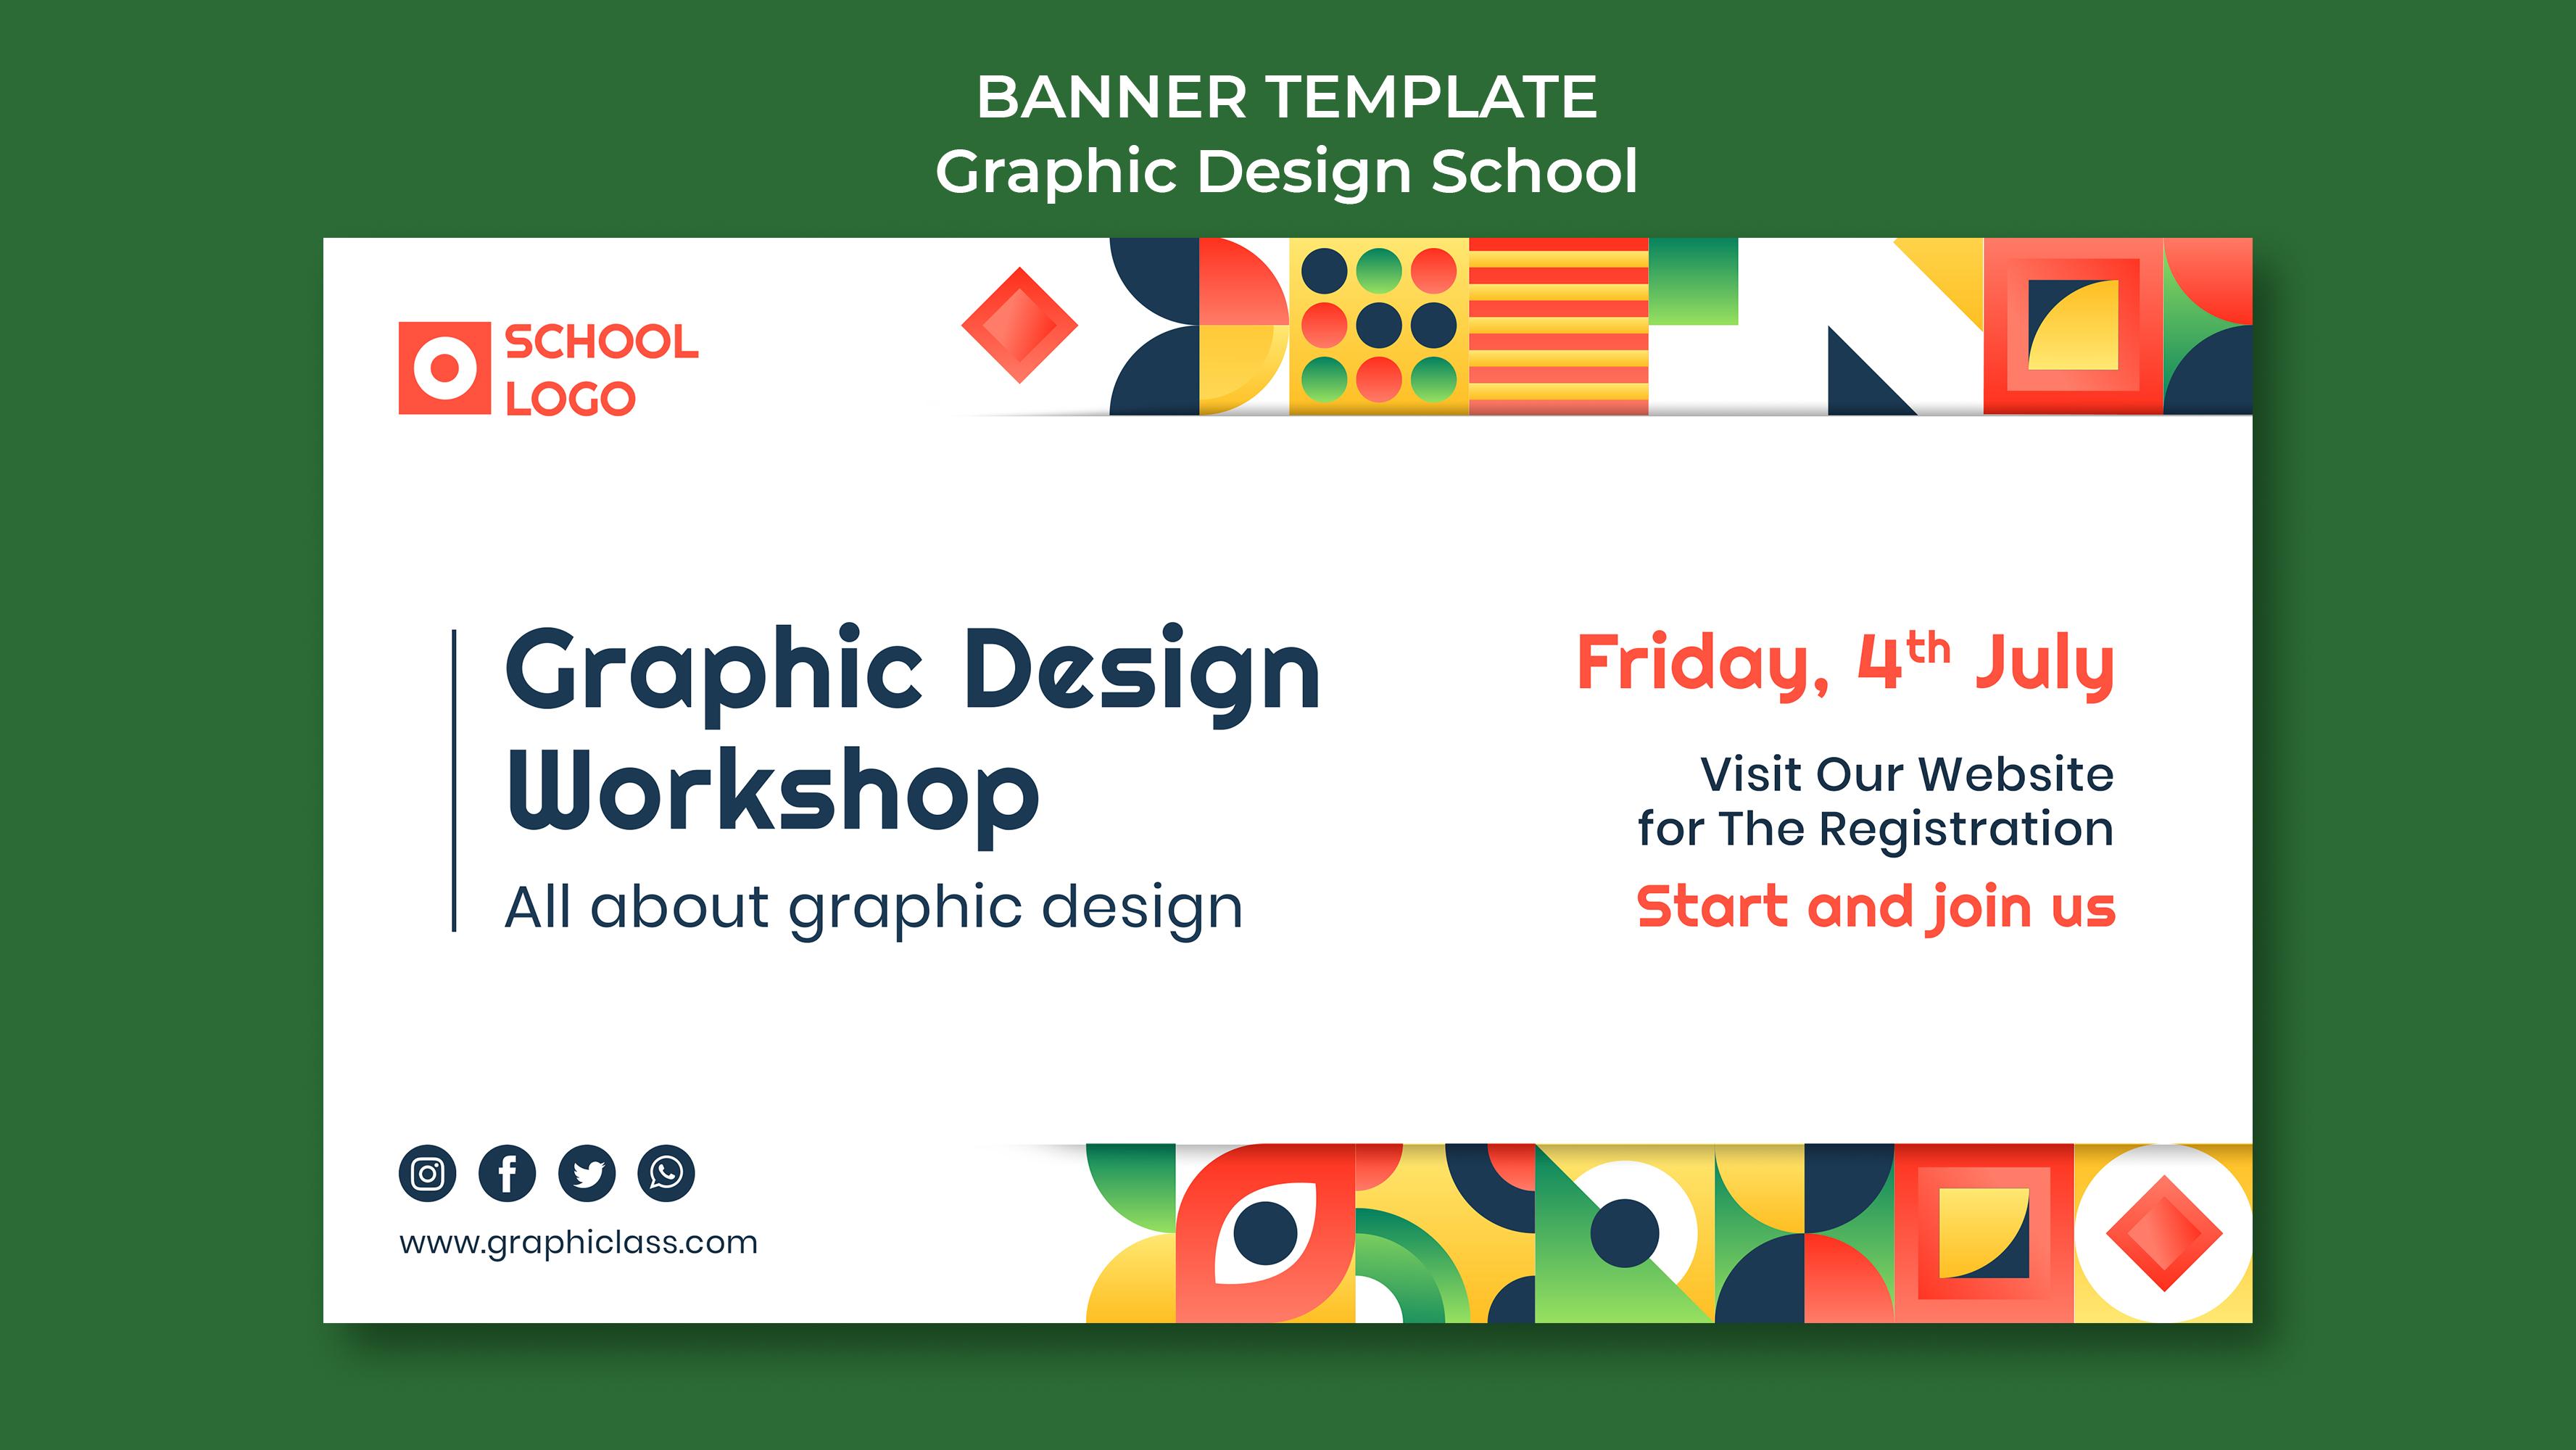 BANNER TEMPLATE
Graphic Design School
SCHOOL
LOGO
Graphic Design
Workshop
All about graphic design
Friday, 4th July
Visit Our Website
for The Registration
Start and join us
www.graphiclass.com